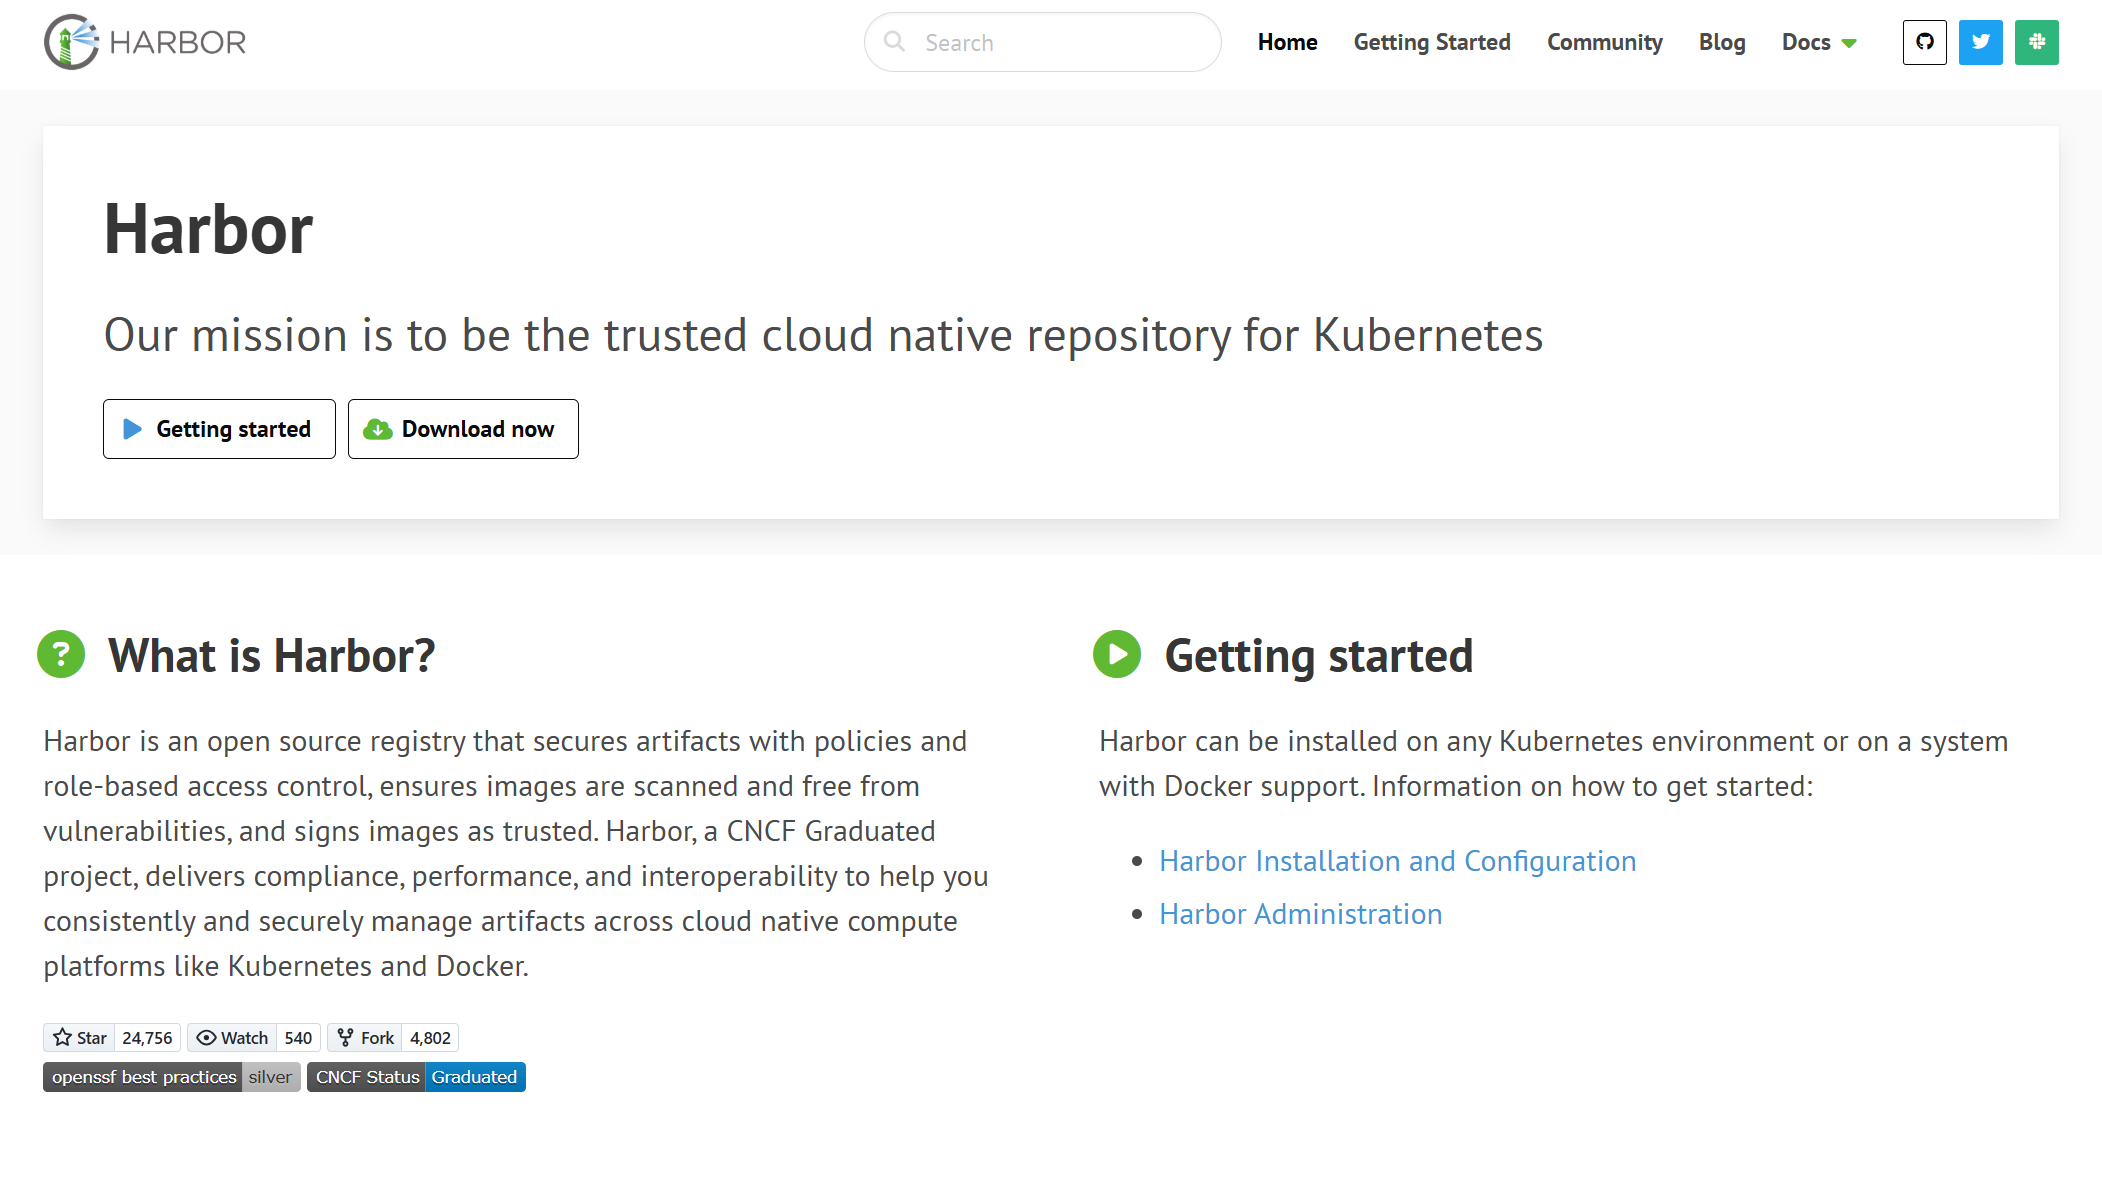 HARBOR
Search
Home
Getting Started
Community
Blog
Docs
Harbor
Our mission is to be the trusted cloud native repository for Kubernetes
Getting started
Download now
What is Harbor?
Harbor is an open source registry that secures artifacts with policies and
role-based access control, ensures images are scanned and free from
vulnerabilities, and signs images as trusted. Harbor, a CNCF Graduated
project, delivers compliance, performance, and interoperability to help you
consistently and securely manage artifacts across cloud native compute
platforms like Kubernetes and Docker.
Star 24,756 Watch 540 Fork 4,802
openssf best practices silver CNCF Status Graduated
Getting started
Harbor can be installed on any Kubernetes environment or on a system
with Docker support. Information on how to get started:
Harbor Installation and Configuration
Harbor Administration